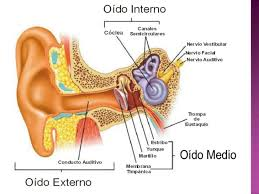 Oído Interno
Cóclea
Canales
Semicirculares
Nervio Vestibular
Nervio Facial
Nervio Auditivo
Trompa
de
Eustaquio
Estribo
Yunque
Martillo
Oído Medio
Membrana
Timpánica
Conducto Auditivo
Oído Externo